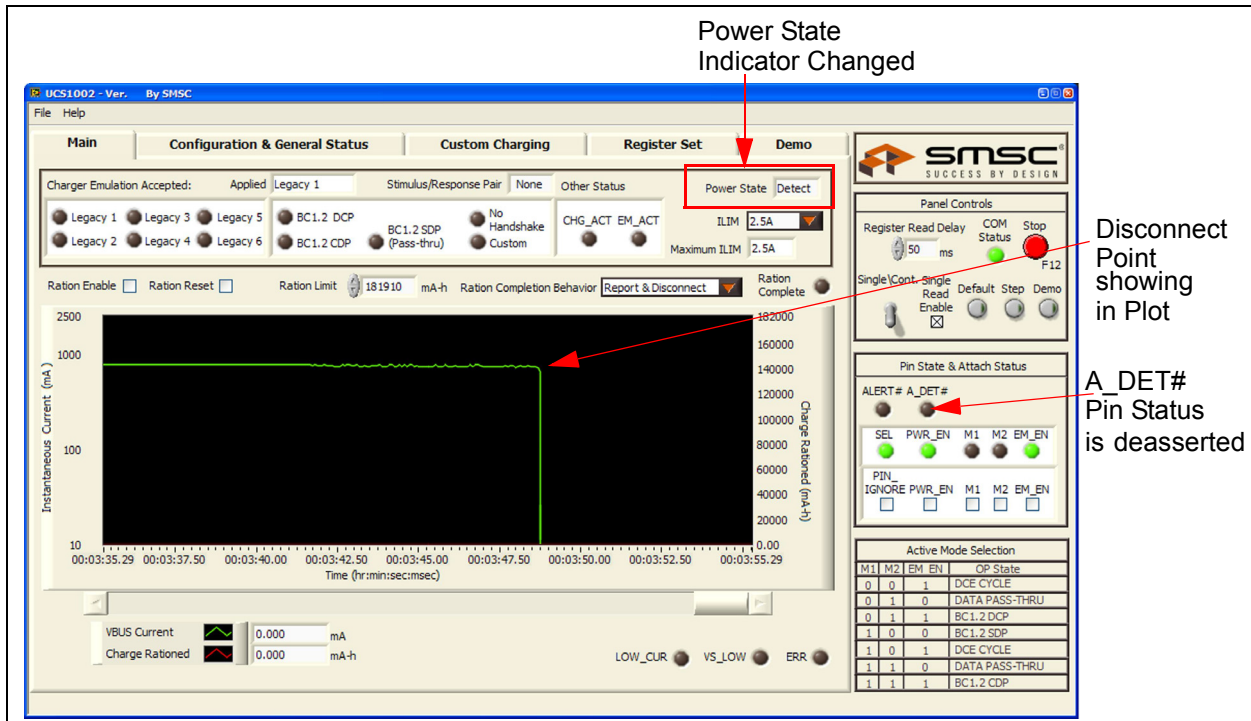 Power State
Indicator Changed
UCS1002 - Ver. By SMSC
File Help
Main Configuration & General Status Custom Charging Register Set Demo
Charger Emulation Accepted: Applied Legacy 1 Stimulus/Response Pair None Other Status Power State Detect
Legacy 1 Legacy 3 Legacy 5 BC1.2 DCP No Handshake CHG_ACT EM_ACT ILIM 2.5A
Legacy 2 Legacy 4 Legacy 6 BC1.2 CDP BC1.2 SDP (Pass-thru) Custom Maximum ILIM 2.5A
Ration Enable Ration Reset Ration Limit 181910 mA-h Ration Completion Behavior Report & Disconnect Ration Complete
2500
1000
100
10
Instantaneous Current (mA)
182000
160000
140000
120000
100000
80000
60000
40000
20000
0.00
Charge Rationed (mA-h)
00:03:35.29 00:03:37.50 00:03:40.00 00:03:42.50 00:03:45.00 00:03:47.50 00:03:50.00 00:03:52.50 00:03:55.29
Time (hr:min:sec:msec)
VBUS Current 0.000 mA
Charge Rationed 0.000 mA-h
LOW_CUR VS_LOW ERR
SMSC®
SUCCESS BY DESIGN
Panel Controls
Register Read Delay COM Status Stop
50 ms
F12
Single\Cont. Single Read Enable Default Step Demo
Pin State & Attach Status
ALERT# A_DET#
SEL PWR_EN M1 M2 EM_EN
PIN_
IGNORE PWR_EN M1 M2 EM_EN
Active Mode Selection
M1 M2 EM EN OP State
0 0 1 DCE CYCLE
0 1 0 DATA PASS-THRU
0 1 1 BC1.2 DCP
1 0 0 BC1.2 SDP
1 0 1 DCE CYCLE
1 1 0 DATA PASS-THRU
1 1 1 BC1.2 CDP
Disconnect
Point
showing
in Plot
A_DET#
Pin Status
is deasserted